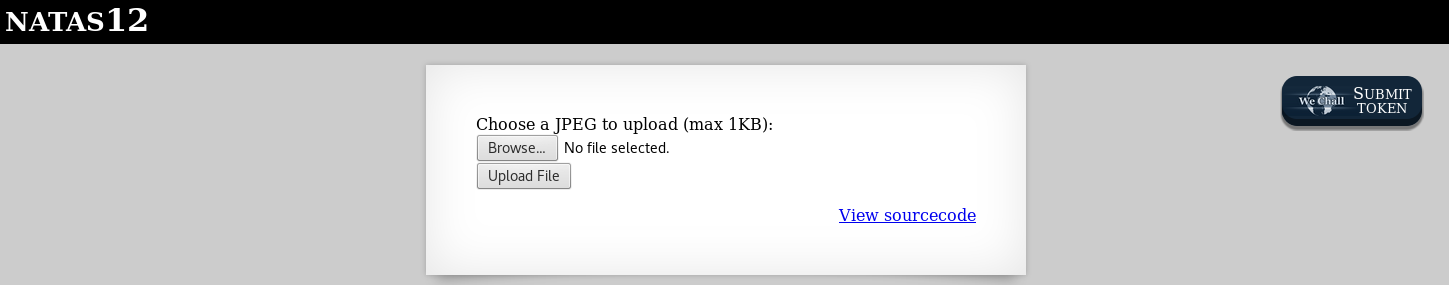 NATAS12
Choose a JPEG to upload (max 1KB):
Browse... No file selected.
Upload File
View sourcecode
We Chall
SUBMIT
TOKEN